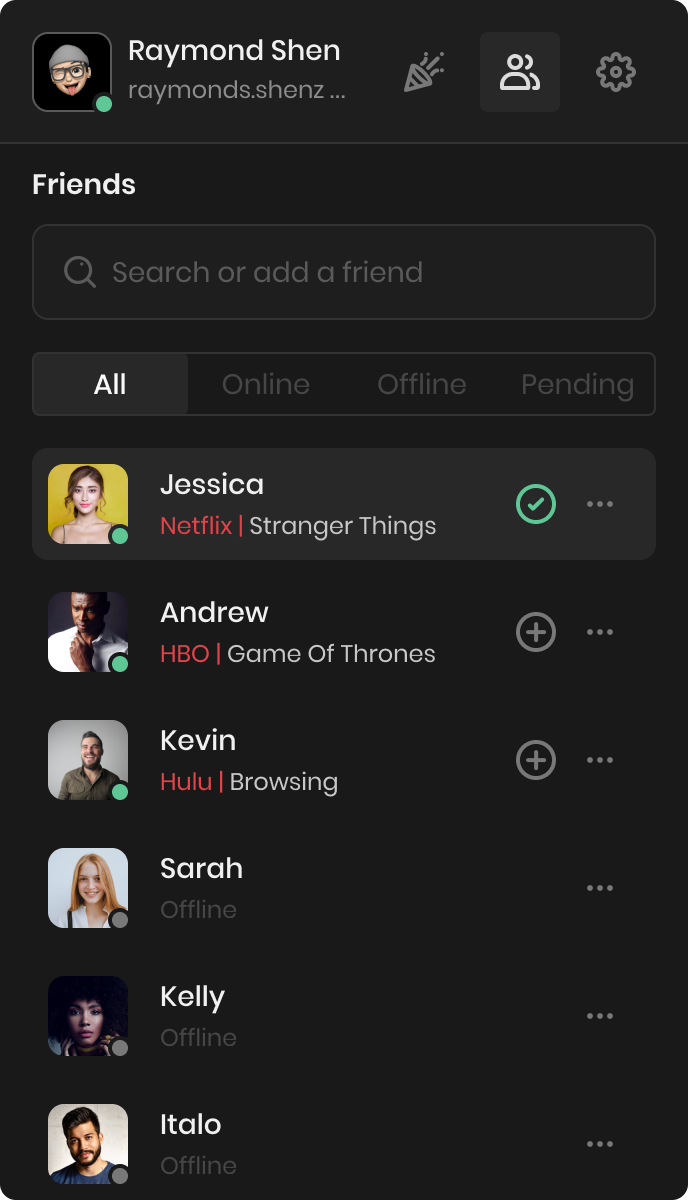 Raymond Shen
raymonds.shenz ...
Friends
Search or add a friend
All Online Offline Pending
Jessica
Netflix | Stranger Things
Andrew
HBO | Game Of Thrones
Kevin
Hulu | Browsing
Sarah
Offline
Kelly
Offline
Italo
Offline